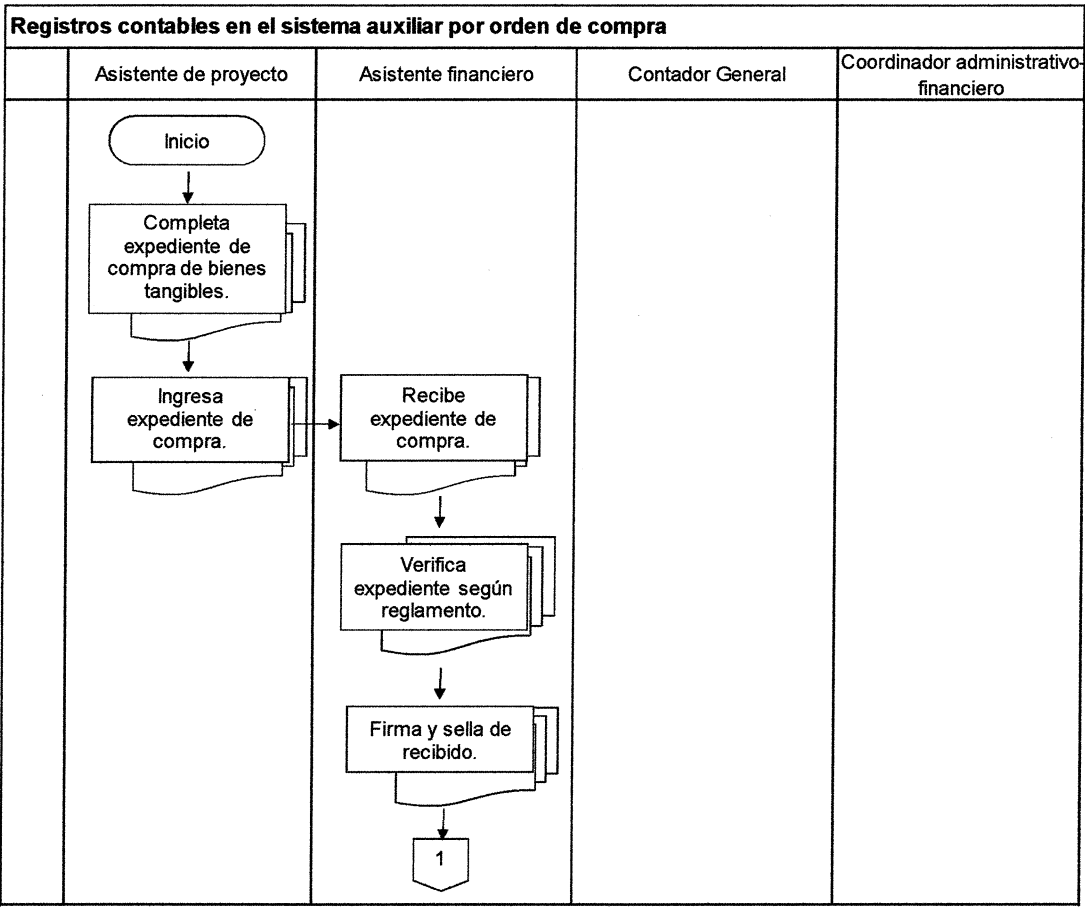 Registros contables en el sistema auxiliar por orden de compra
Asistente de proyecto
Asistente financiero
Contador General
Coordinador administrativo-
financiero
Inicio
Completa
expediente de
compra de bienes
tangibles.
Ingresa
expediente de
compra.
Recibe
expediente de
compra.
Verifica
expediente según
reglamento.
Firma y sella de
recibido.
1